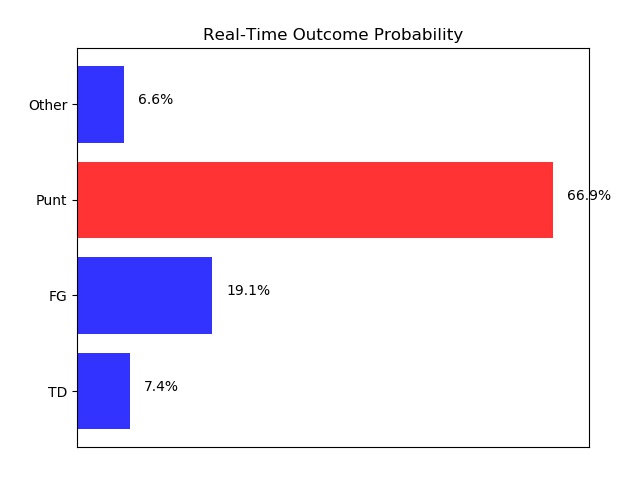 Real-Time Outcome Probability
Other 6.6%
Punt 66.9%
FG 19.1%
TD 7.4%